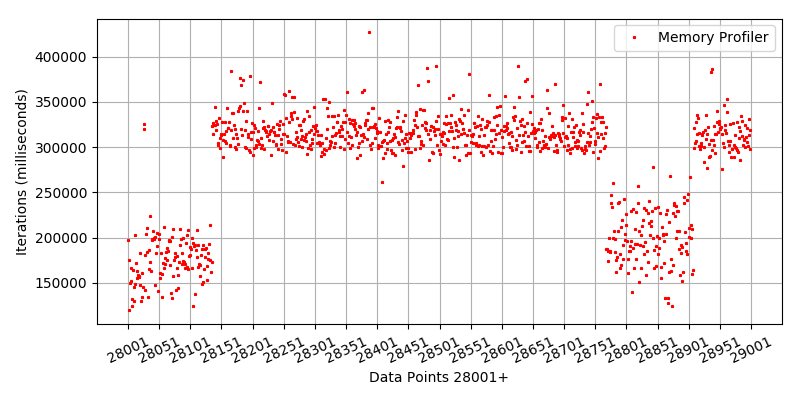 Memory Profiler
400000
350000
300000
250000
200000
150000
Iterations (milliseconds)
28001 28051 28101 28151 28201 28251 28301 28351 28401 28451 28501 28551 28601 28651 28701 28751 28801 28851 28901 28951 29001
Data Points 28001+